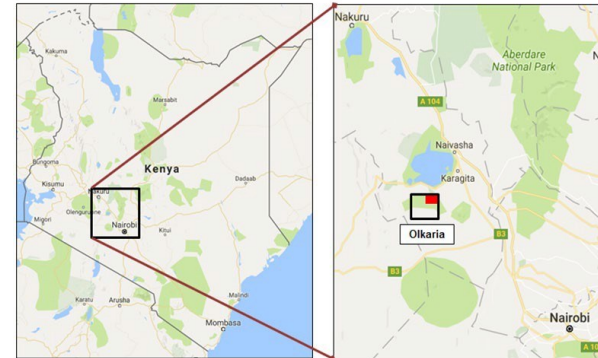 Kakuma
Marsabit
Bungoma
Kenya
Kisumu
Dadaab
Nakuru
Olenguruone
Migori
Nairobi
Kitui
Karatu
Arusha
Malindi
Mombasa
Nakuru
Aberdare
National Park
A 104
Naivasha
Karagita
Olkaria
B3
B3
Nairobi